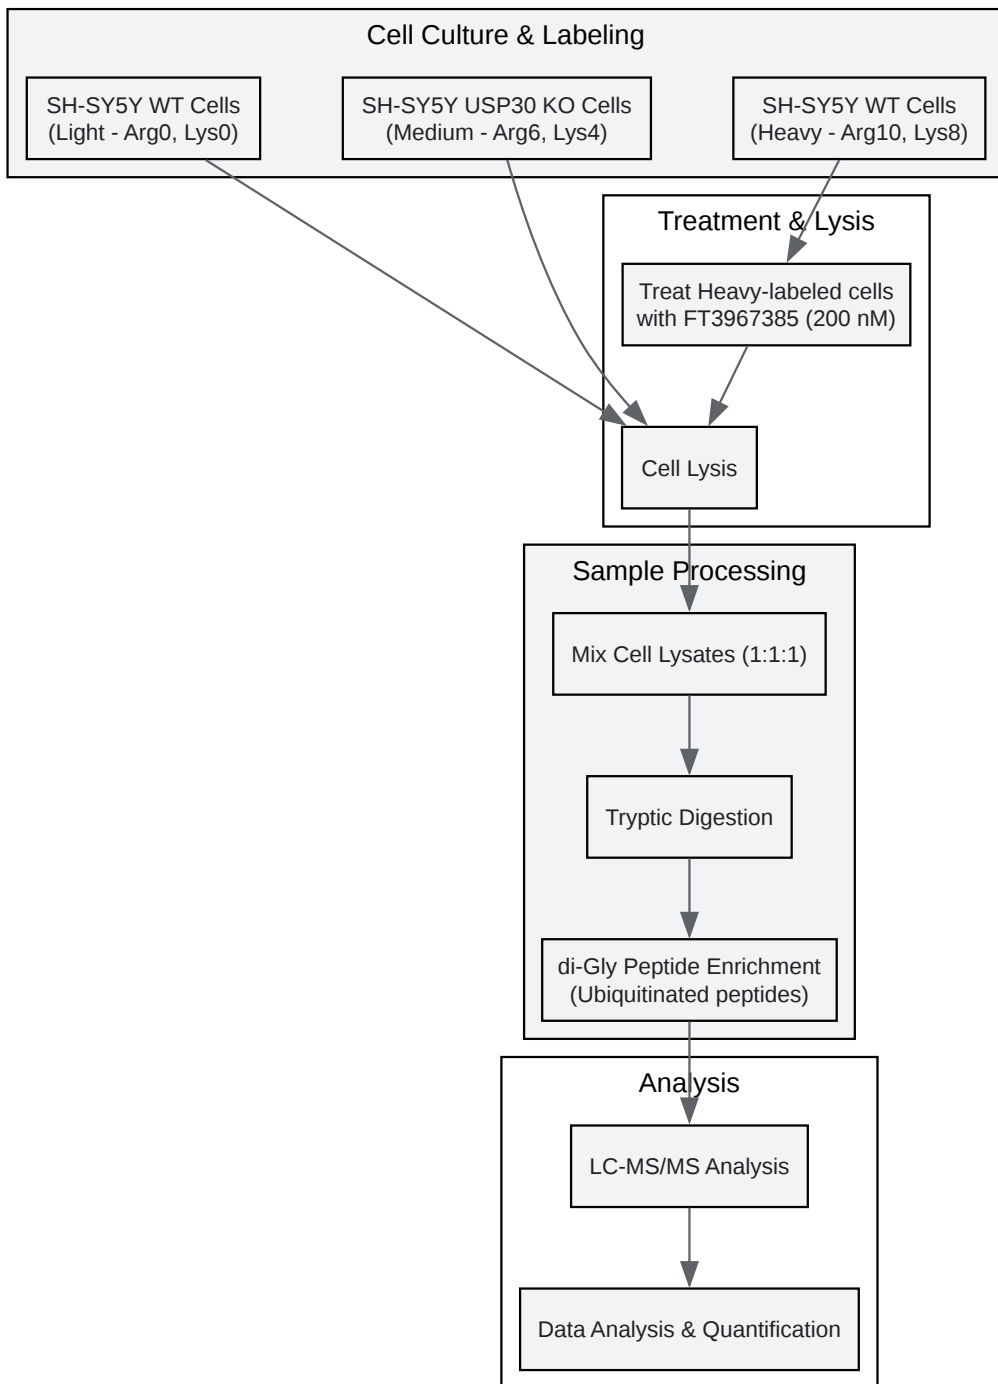 Cell Culture & Labeling
SH-SY5Y WT Cells
(Light - Arg0, Lys0)
SH-SY5Y USP30 KO Cells
(Medium - Arg6, Lys4)
SH-SY5Y WT Cells
(Heavy - Arg10, Lys8)
Treatment & Lysis
Treat Heavy-labeled cells
with FT3967385 (200 nM)
Cell Lysis
Sample Processing
Mix Cell Lysates (1:1:1)
Tryptic Digestion
di-Gly Peptide Enrichment
(Ubiquitinated peptides)
Analysis
LC-MS/MS Analysis
Data Analysis & Quantification